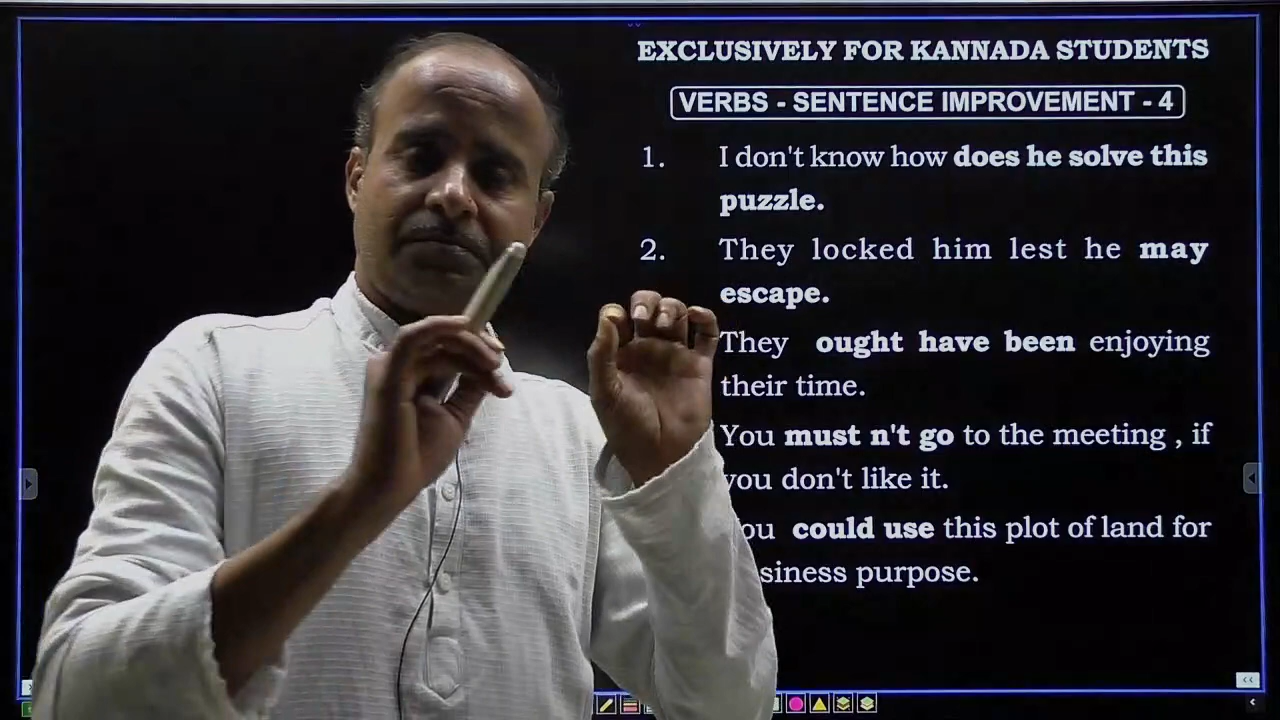 EXCLUSIVELY FOR KANNADA STUDENTS
VERBS - SENTENCE IMPROVEMENT - 4
1. I don't know how does he solve this
puzzle.
2. They locked him lest he may
escape.
They ought have been enjoying
their time.
You must n't go to the meeting , if
you don't like it.
could use this plot of land for
purpose.